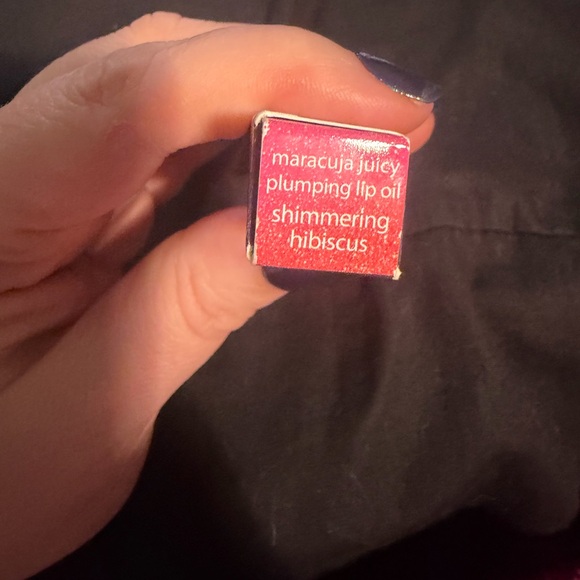 maracuja juicy
plumping lip oil
shimmering
hibiscus